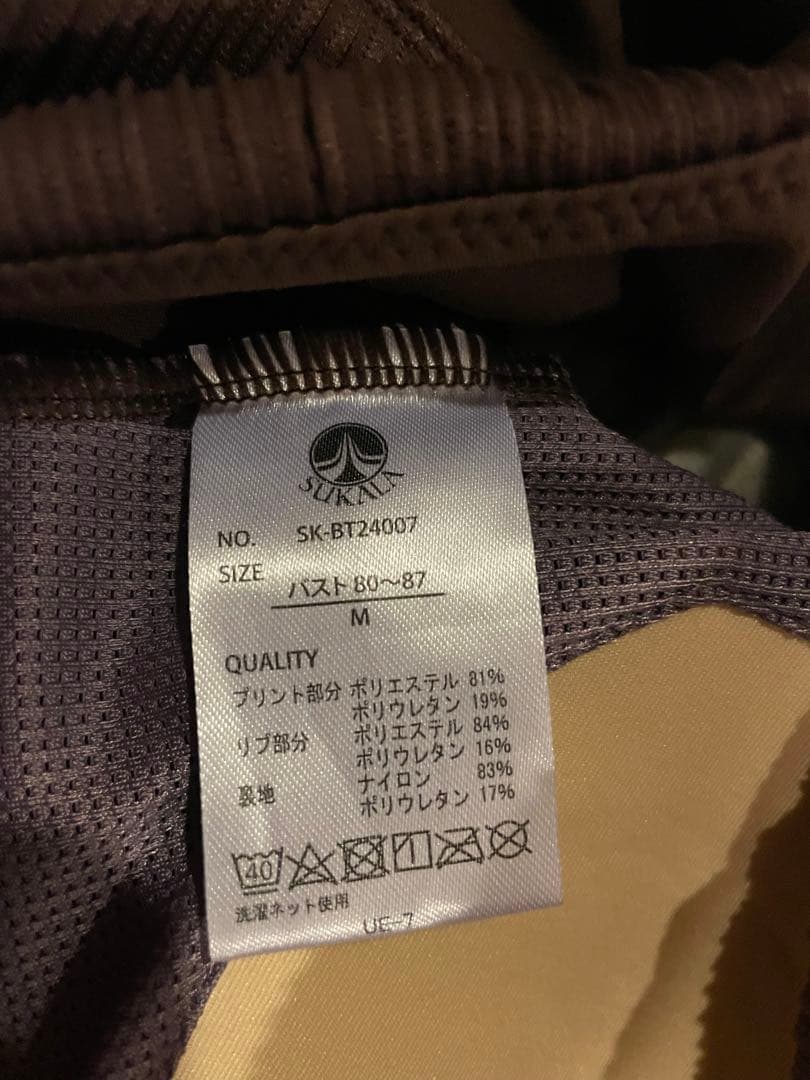 SUKALA
NO. SK-BT24007
SIZE バスト80～87
M
QUALITY
プリント部分 ポリエステル 81%
ポリウレタン 19%
リブ部分 ポリエステル 84%
ポリウレタン 16%
裏地 ナイロン 83%
ポリウレタン 17%
40
洗濯ネット使用
UE-7